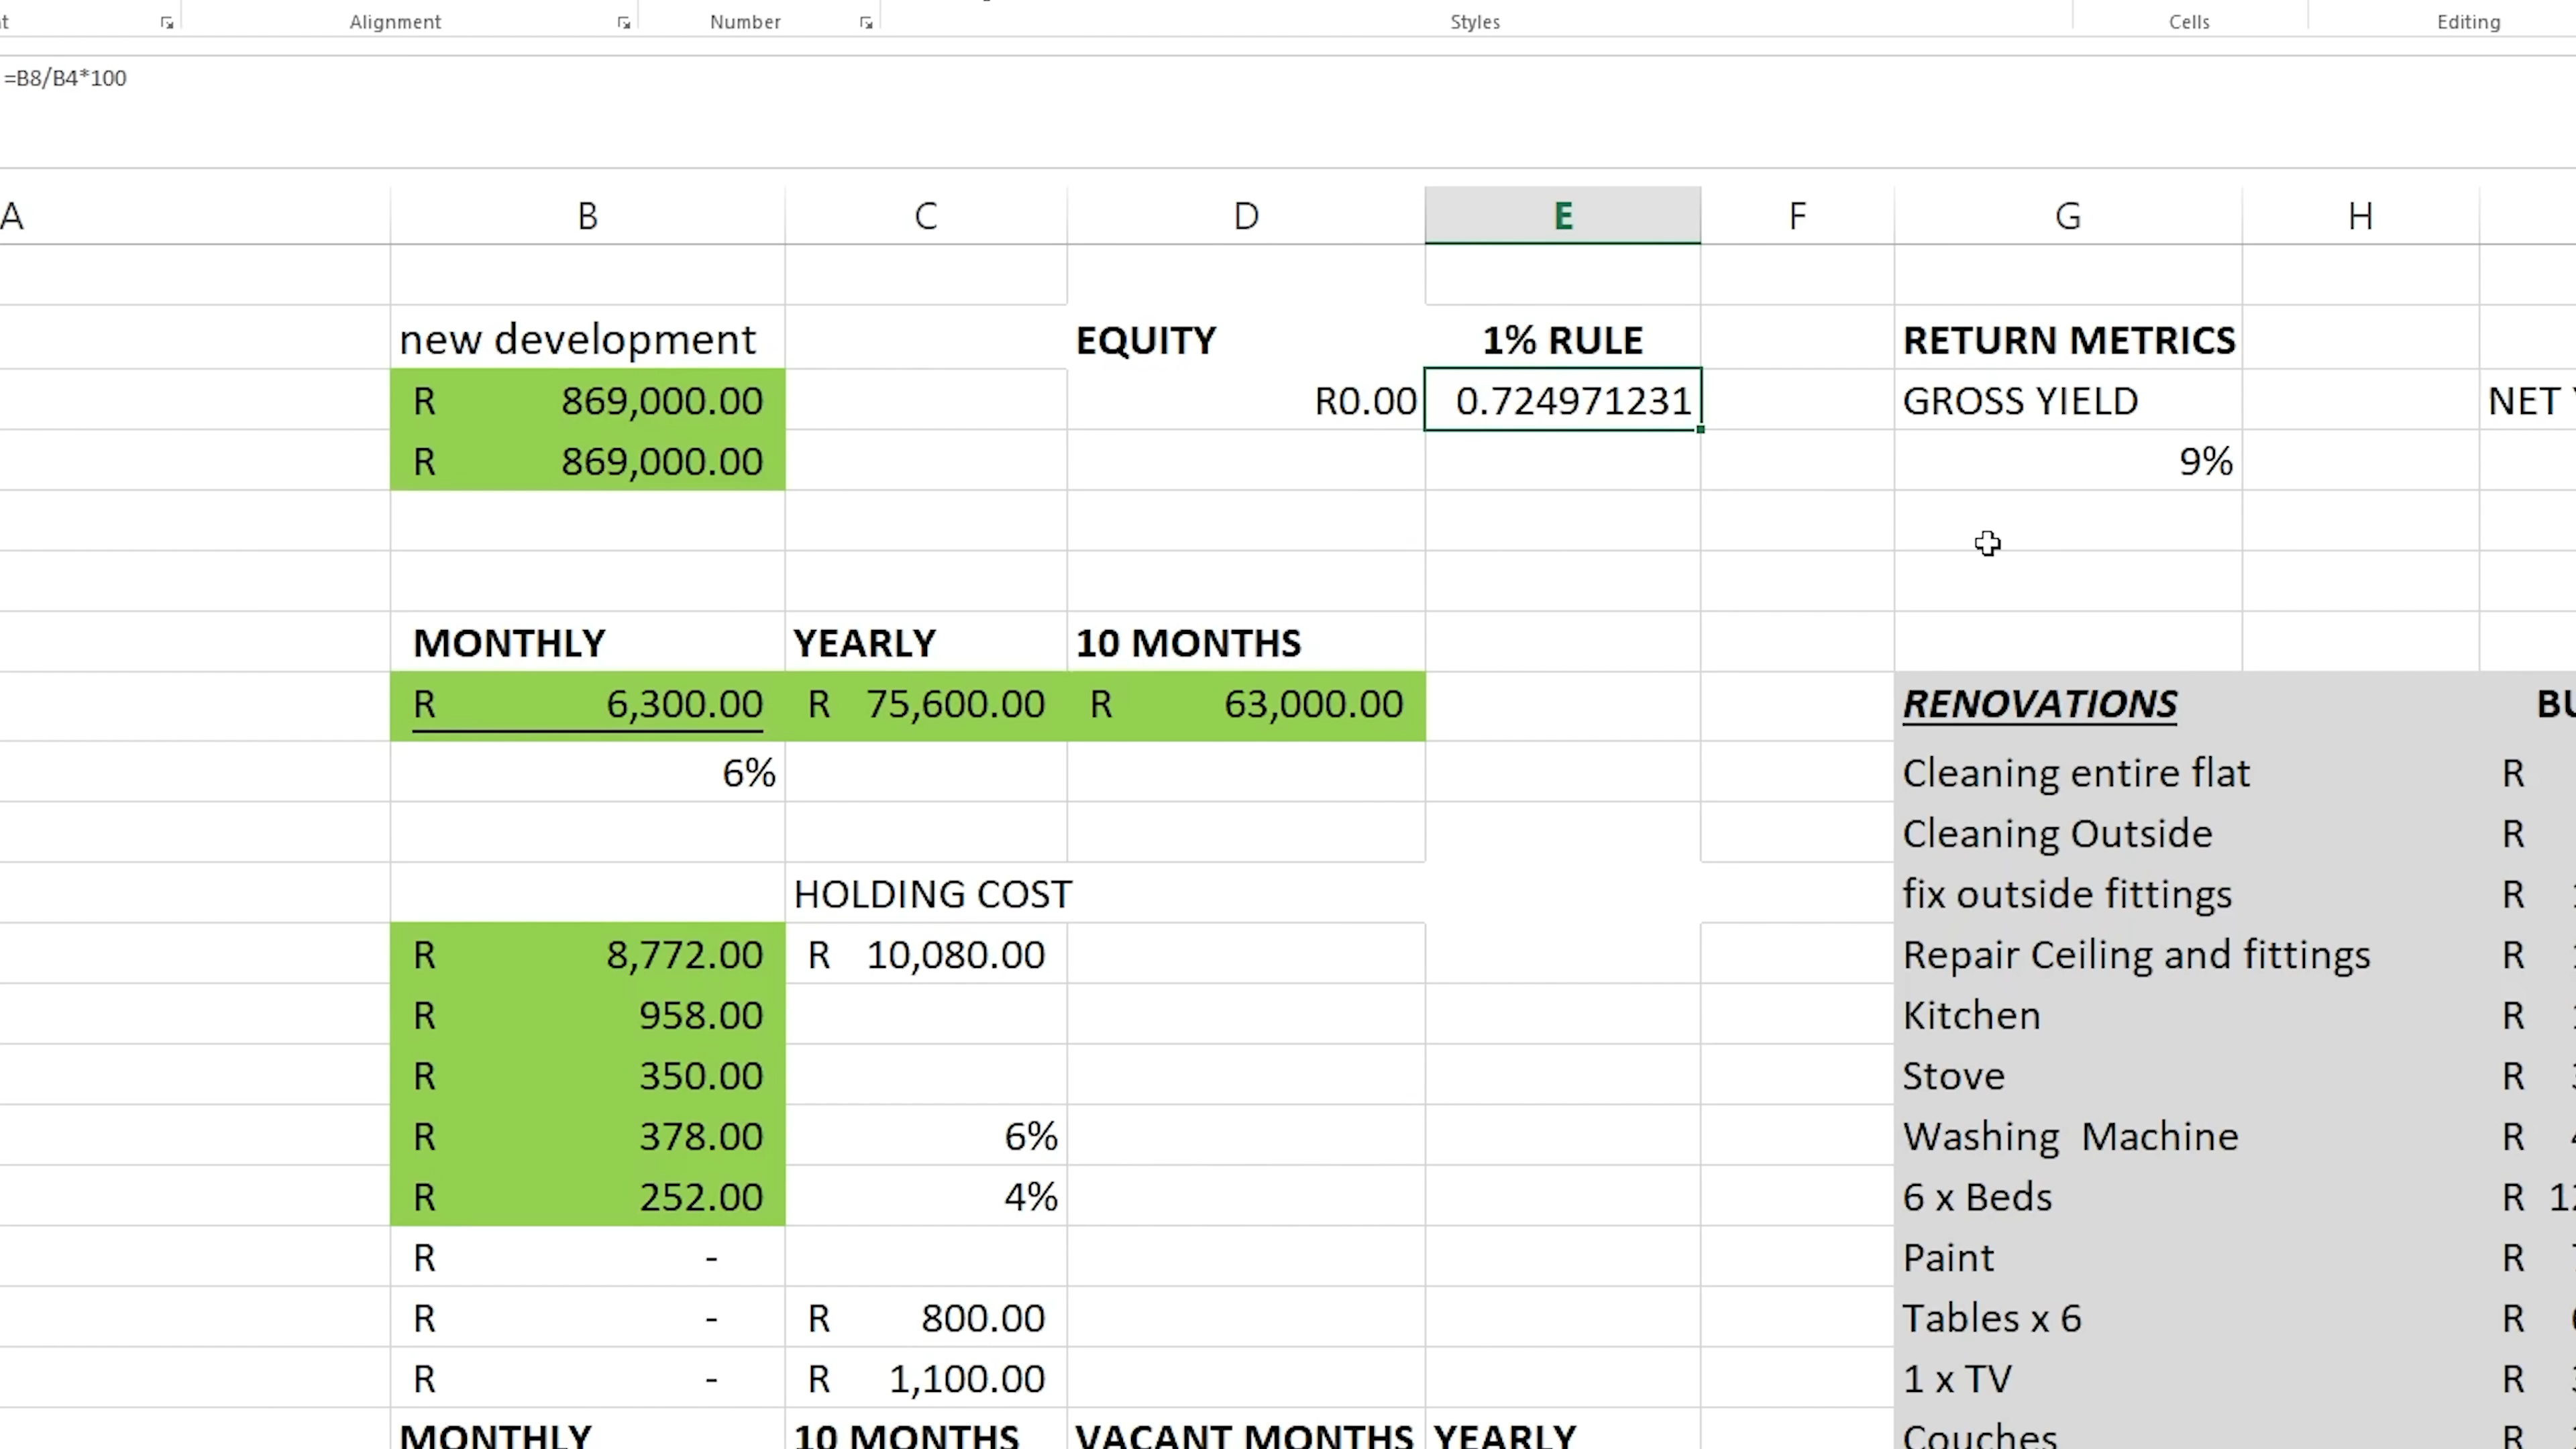 Alignment Number Styles Cells Editing
=B8/B4*100
A B C D E F G H
new development EQUITY 1% RULE RETURN METRICS
R 869,000.00 R0.00 0.724971231 GROSS YIELD NET
R 869,000.00 9%
MONTHLY YEARLY 10 MONTHS
R 6,300.00 R 75,600.00 R 63,000.00 RENOVATIONS
6% Cleaning entire flat R
Cleaning Outside R
HOLDING COST fix outside fittings R
R 8,772.00 R 10,080.00 Repair Ceiling and fittings R
R 958.00 Kitchen R
R 350.00 Stove R
R 378.00 6% Washing  Machine R
R 252.00 4% 6 x Beds R
R - Paint R
R - R 800.00 Tables x 6 R
R - R 1,100.00 1 x TV R
MONTHLY 10 MONTHS VACANT MONTHS YEARLY Couches R